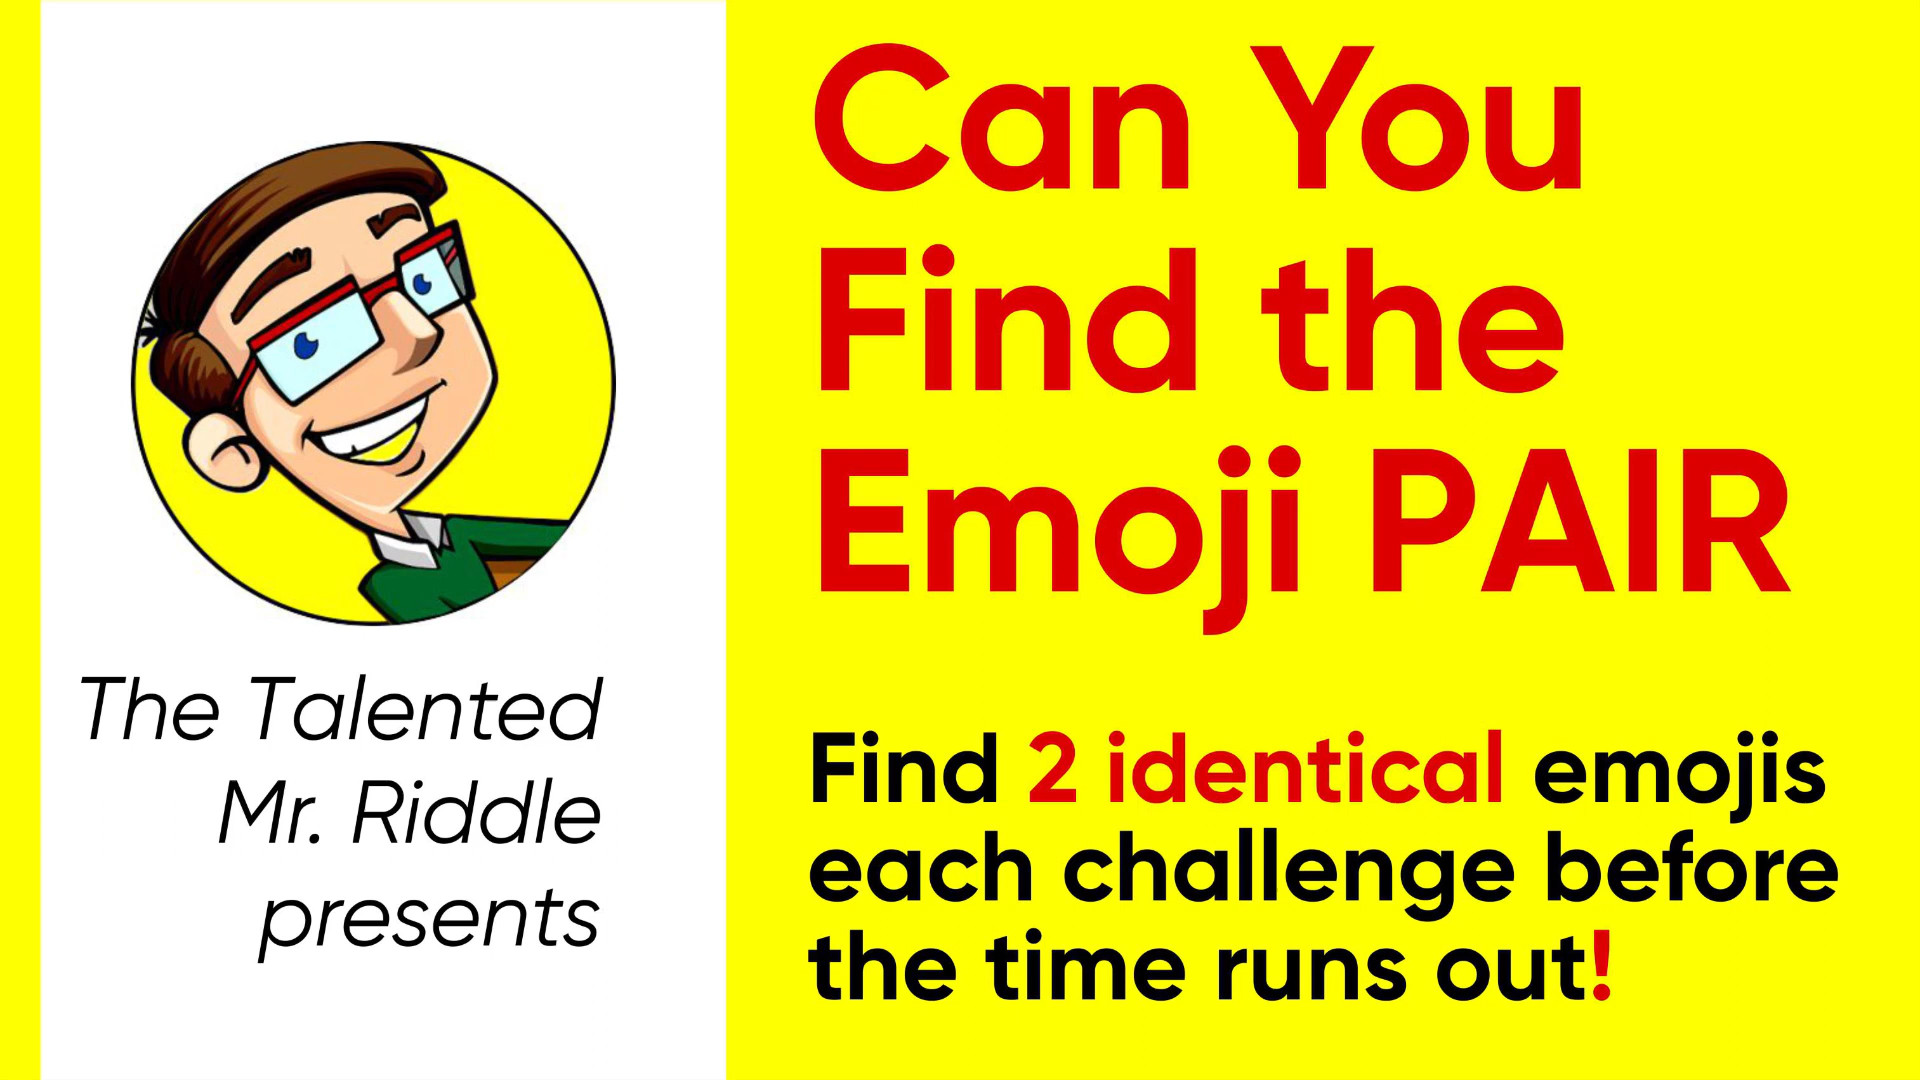 The Talented
Mr. Riddle
presents
Can You
Find the
Emoji PAIR
Find 2 identical emojis
each challenge before
the time runs out!